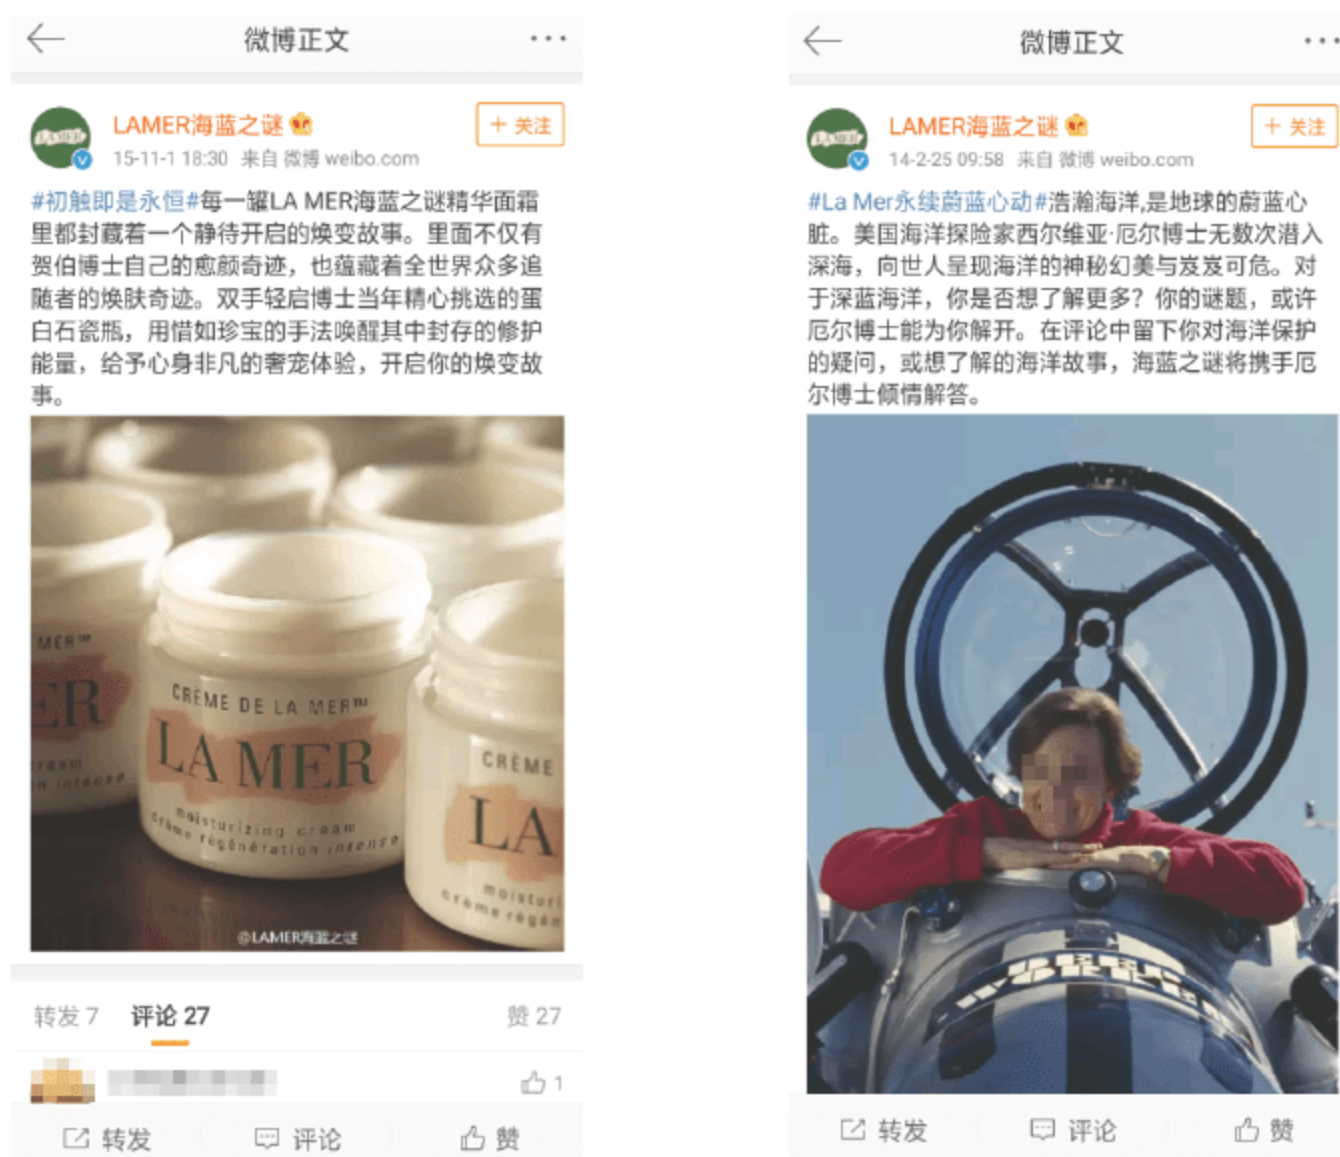 微博正文
LAMER海蓝之谜
+ 关注
15-11-1 18:30 来自 微博 weibo.com
#初触即是永恒#每一罐LA MER海蓝之谜精华面霜
里都封藏着一个静待开启的焕变故事。里面不仅有
贺伯博士自己的愈颜奇迹，也蕴藏着全世界众多追
随者的焕肤奇迹。双手轻启博士当年精心挑选的蛋
白石瓷瓶，用惜如珍宝的手法唤醒其中封存的修护
能量，给予心身非凡的奢宠体验，开启你的焕变故
事。
MER™
ER
cream
intense
CRÈME DE LA MER™
LA MER
moisturizing cream
crème régénération intense
CRÈME
LA
moisturi
crème régén
@LAMER海蓝之谜
转发 7 评论 27 赞 27
1
转发 评论 赞
微博正文
LAMER海蓝之谜
+ 关注
14-2-25 09:58 来自 微博 weibo.com
#La Mer永续蔚蓝心动#浩瀚海洋,是地球的蔚蓝心
脏。美国海洋探险家西尔维亚·厄尔博士无数次潜入
深海，向世人呈现海洋的神秘幻美与岌岌可危。对
于深蓝海洋，你是否想了解更多？你的谜题，或许
厄尔博士能为你解开。在评论中留下你对海洋保护
的疑问，或想了解的海洋故事，海蓝之谜将携手厄
尔博士倾情解答。
DEEP
WORKER
转发 评论 赞